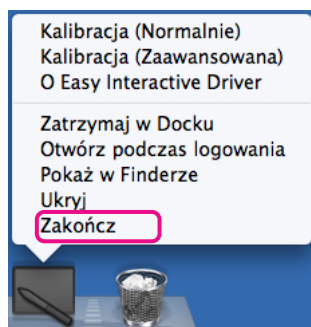 Kalibracja (Normalnie)
Kalibracja (Zaawansowana)
O Easy Interactive Driver
Zatrzymaj w Docku
Otwórz podczas logowania
Pokaż w Finderze
Ukryj
Zakończ